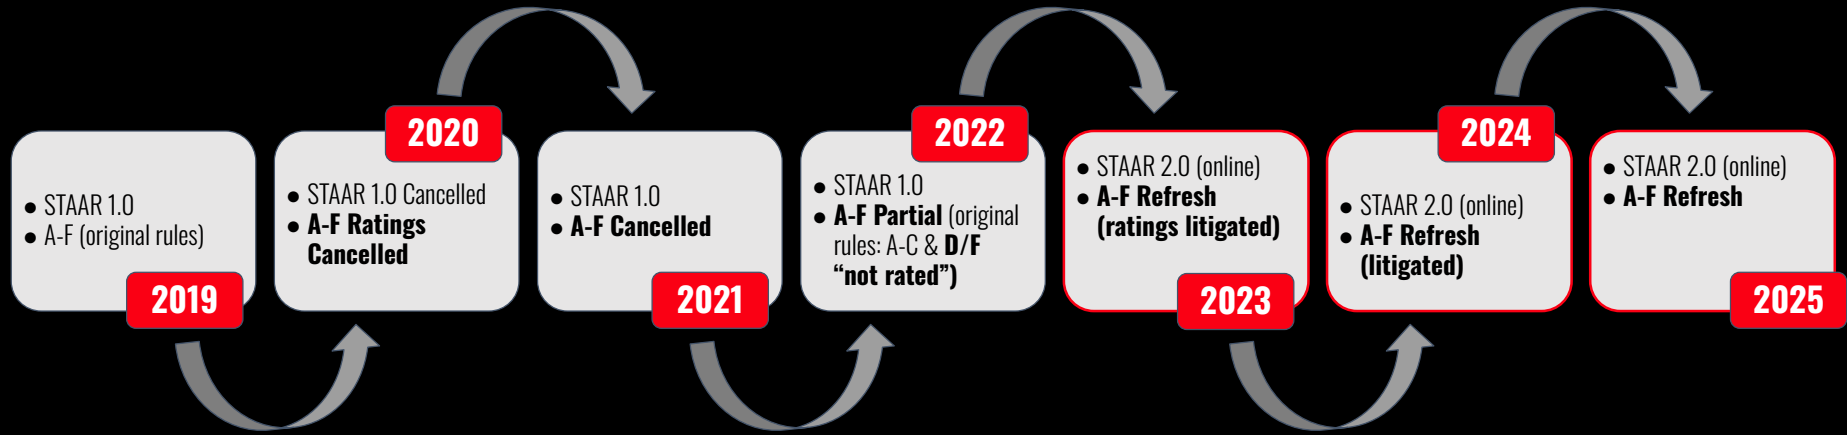 2019
● STAAR 1.0
● A-F (original rules)
2020
● STAAR 1.0 Cancelled
● A-F Ratings
Cancelled
2021
● STAAR 1.0
● A-F Cancelled
2022
● STAAR 1.0
● A-F Partial (original
rules: A-C & D/F
“not rated”)
2023
● STAAR 2.0 (online)
● A-F Refresh
(ratings litigated)
2024
● STAAR 2.0 (online)
● A-F Refresh
(litigated)
2025
● STAAR 2.0 (online)
● A-F Refresh